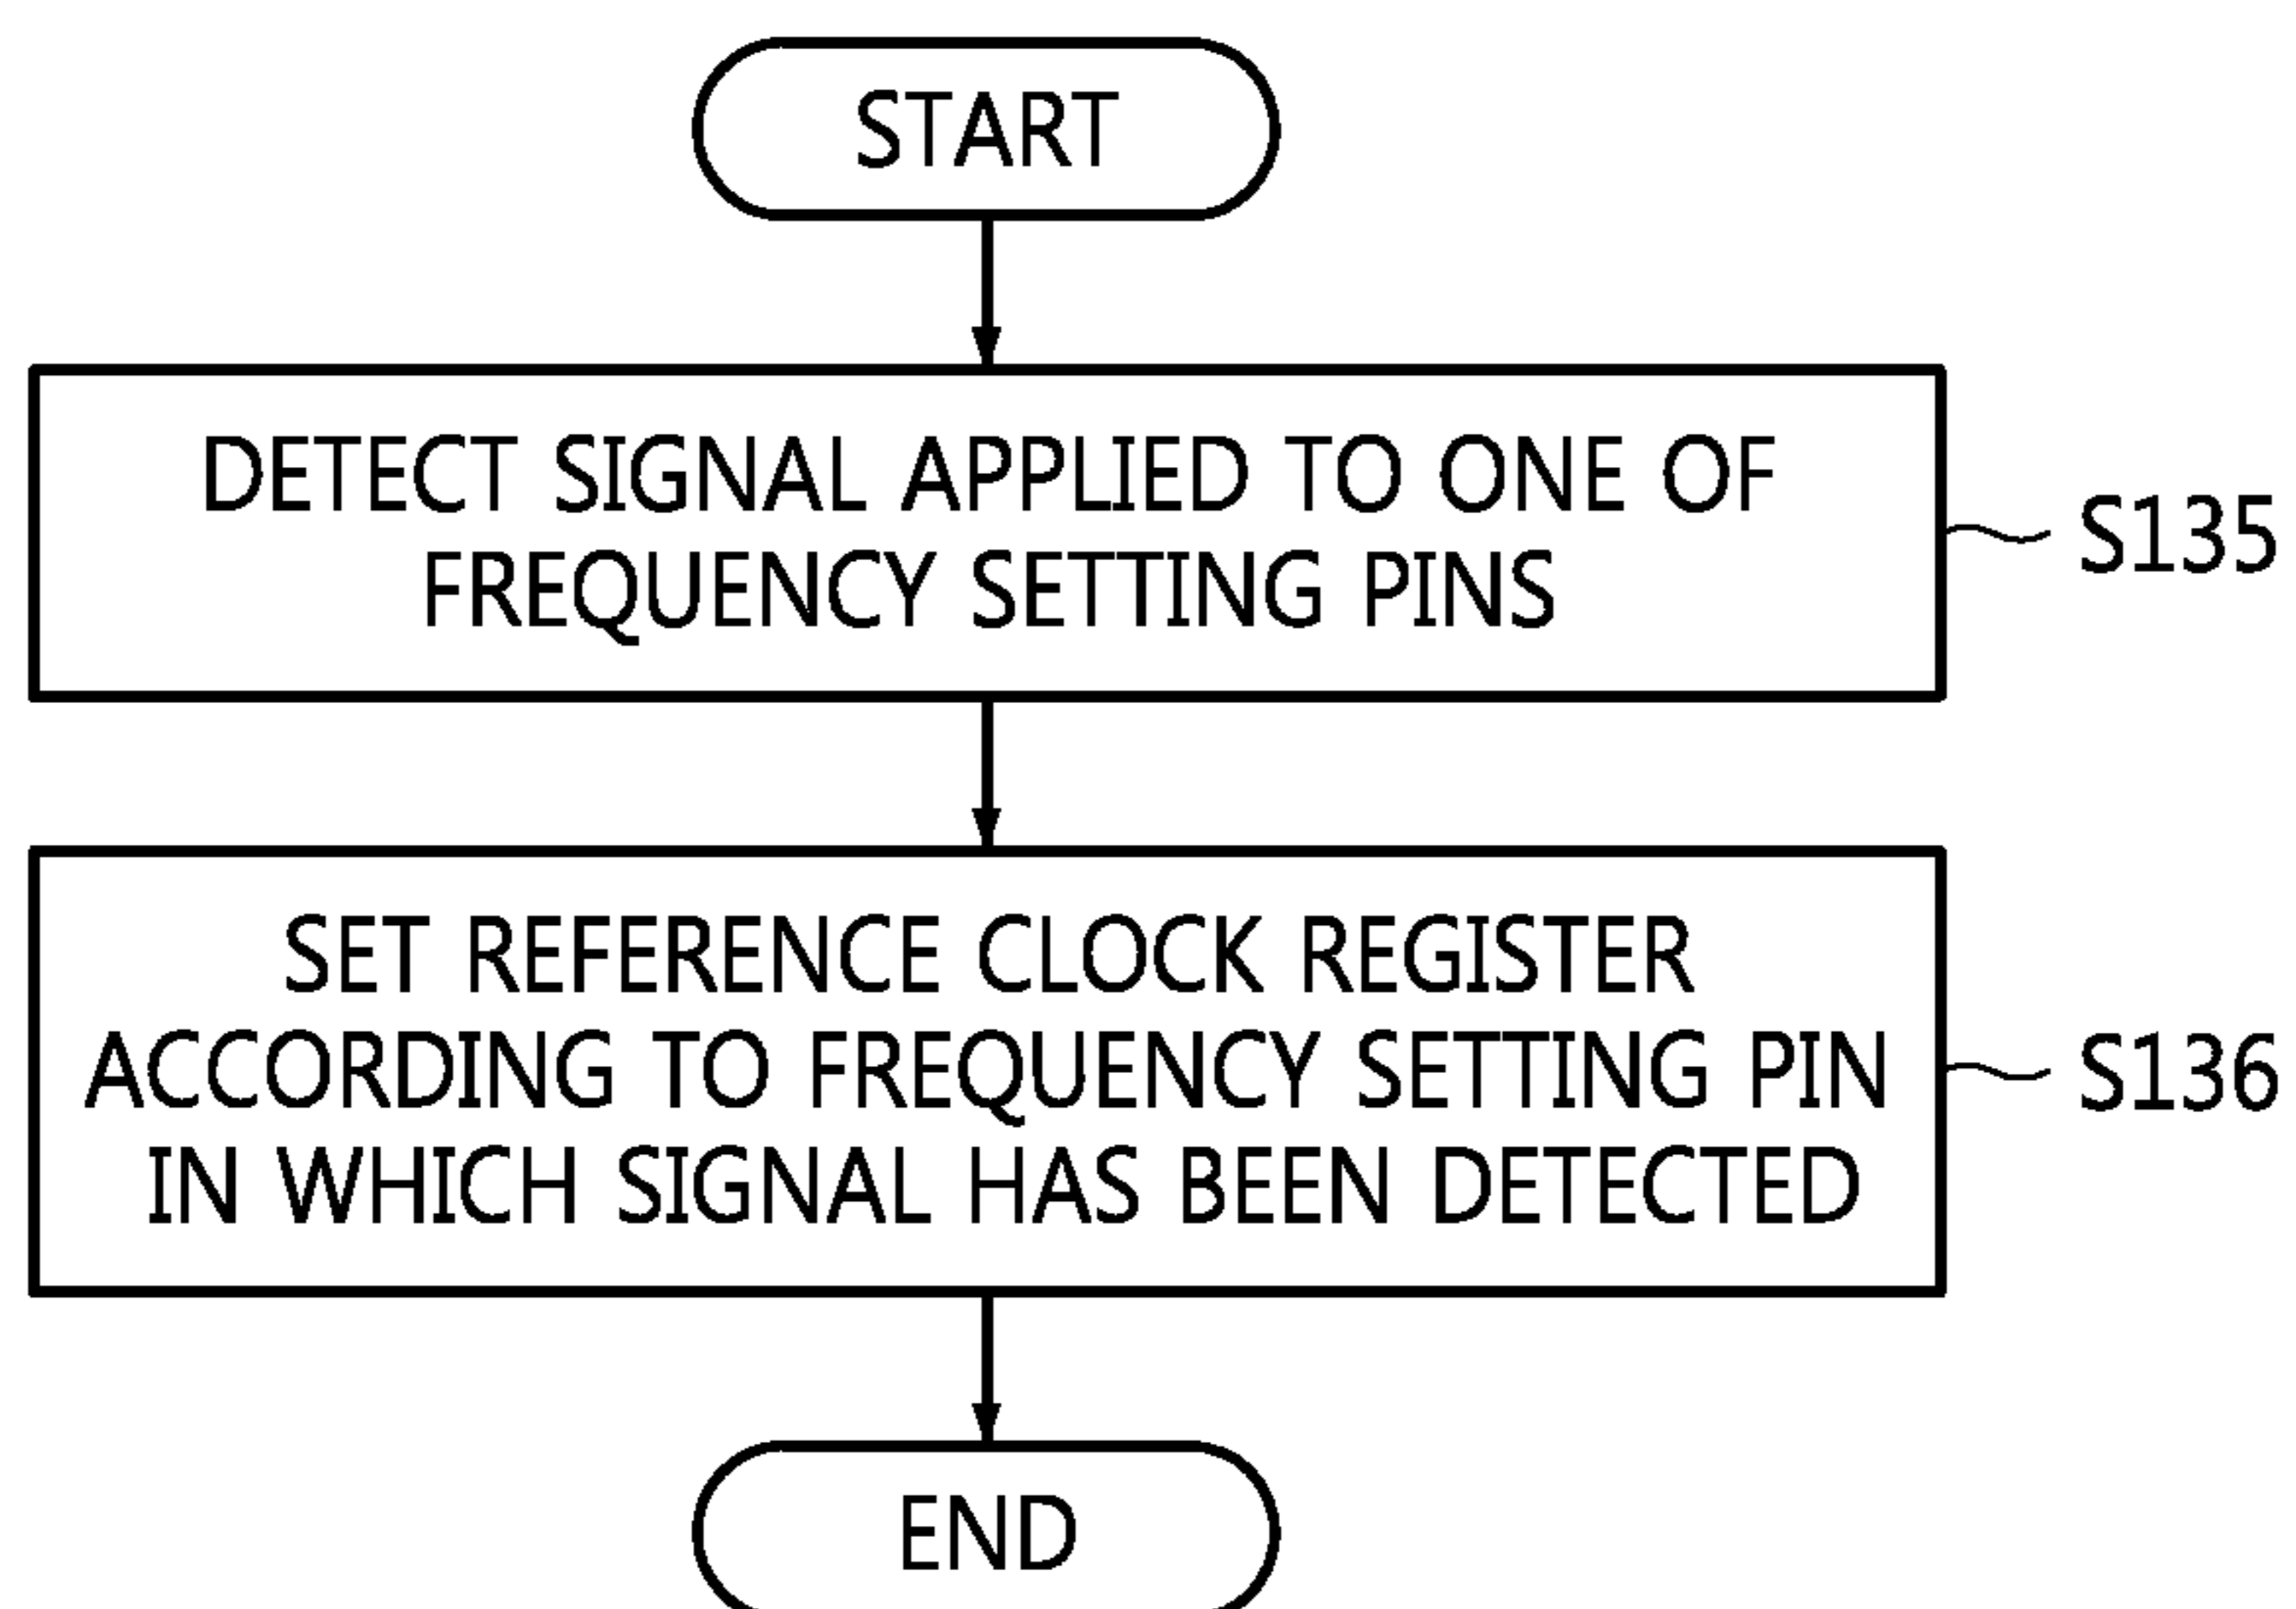 START
DETECT SIGNAL APPLIED TO ONE OF
FREQUENCY SETTING PINS
S135
SET REFERENCE CLOCK REGISTER
ACCORDING TO FREQUENCY SETTING PIN
IN WHICH SIGNAL HAS BEEN DETECTED
S136
END